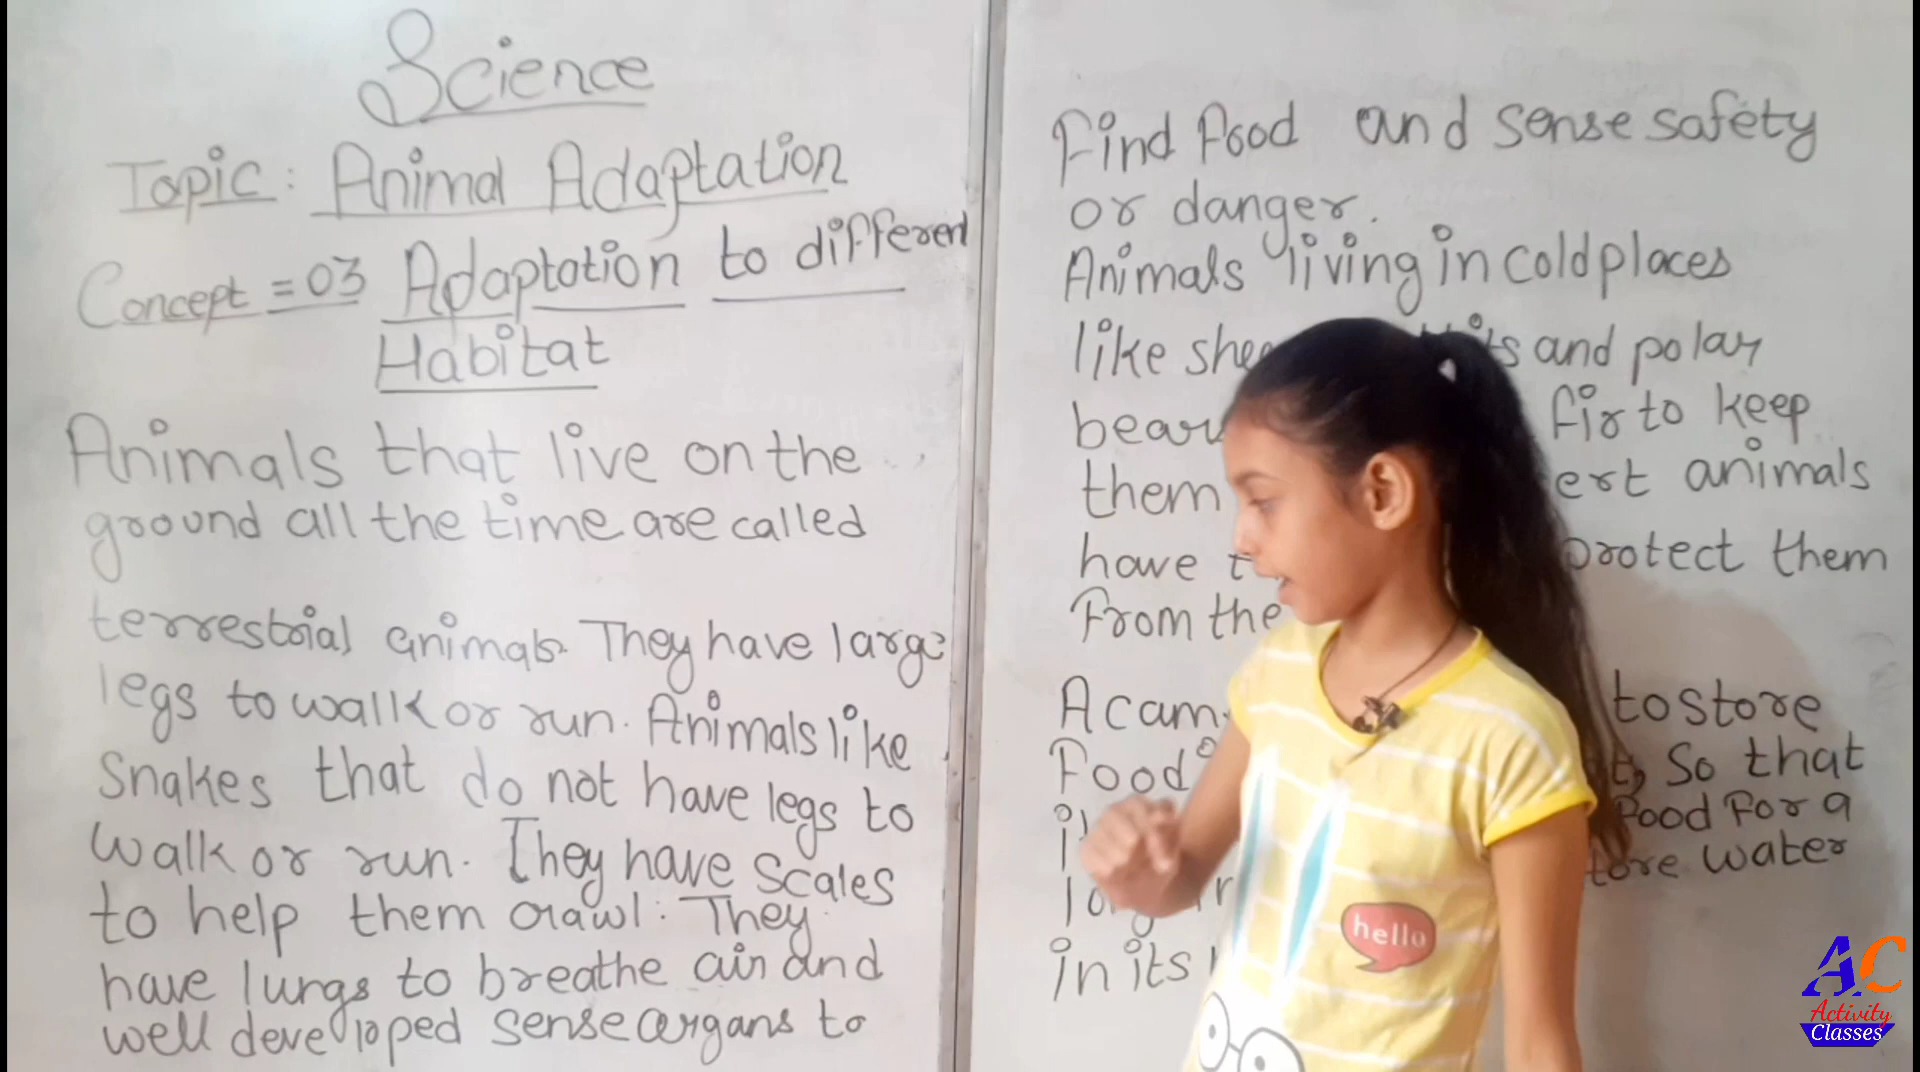 Science
Topic: Animal Adaptation
Concept = 03 Adaptation to different
Habitat
Animals that live on the
ground all the time are called
terrestrial animals. They have large
legs to walk or run. Animals like
Snakes that do not have legs to
walk or run. They have scales
to help them crawl. They
have lungs to breathe air and
well developed sense organs to
Find food and sense safety
or danger.
Animals living in cold places
like and polar
fir to keep
them animals
have protect them
From the
A to store
Food So that
food for a
water
in its
hello
AC
Activity
Classes